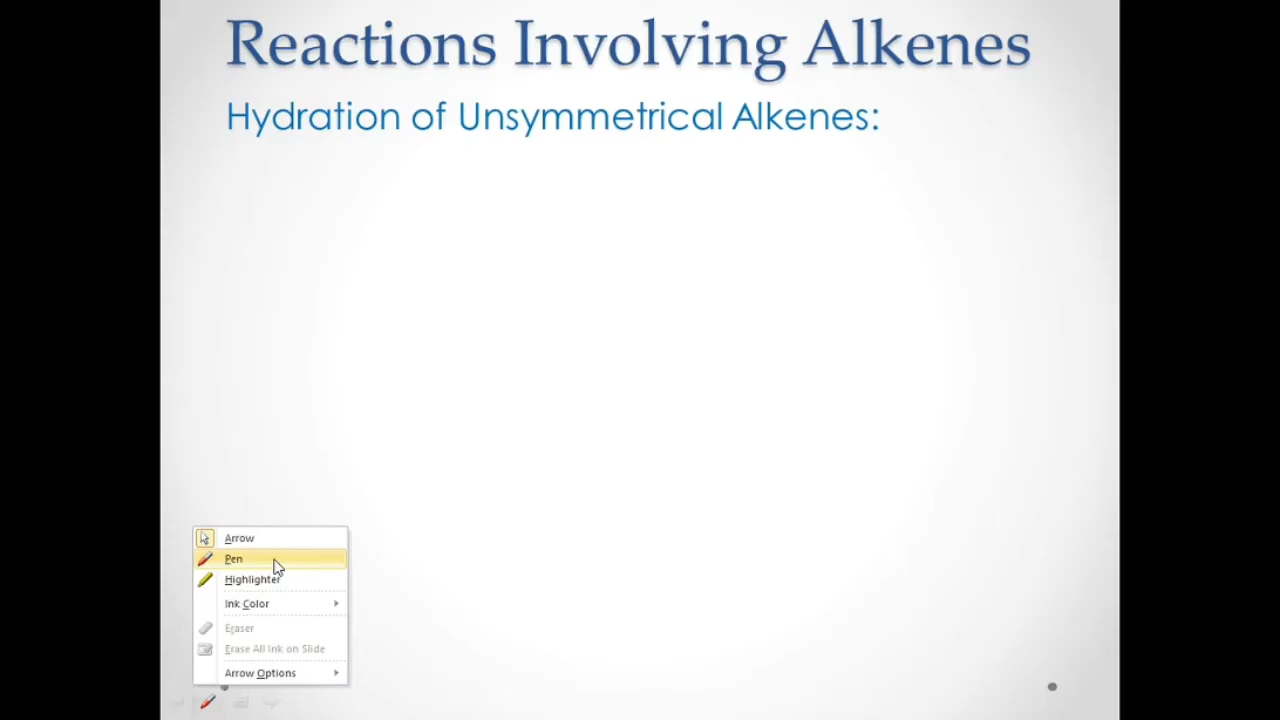 Reactions Involving Alkenes
Hydration of Unsymmetrical Alkenes:
Arrow
Pen
Highlighter
Ink Color
Eraser
Erase All Ink on Slide
Arrow Options